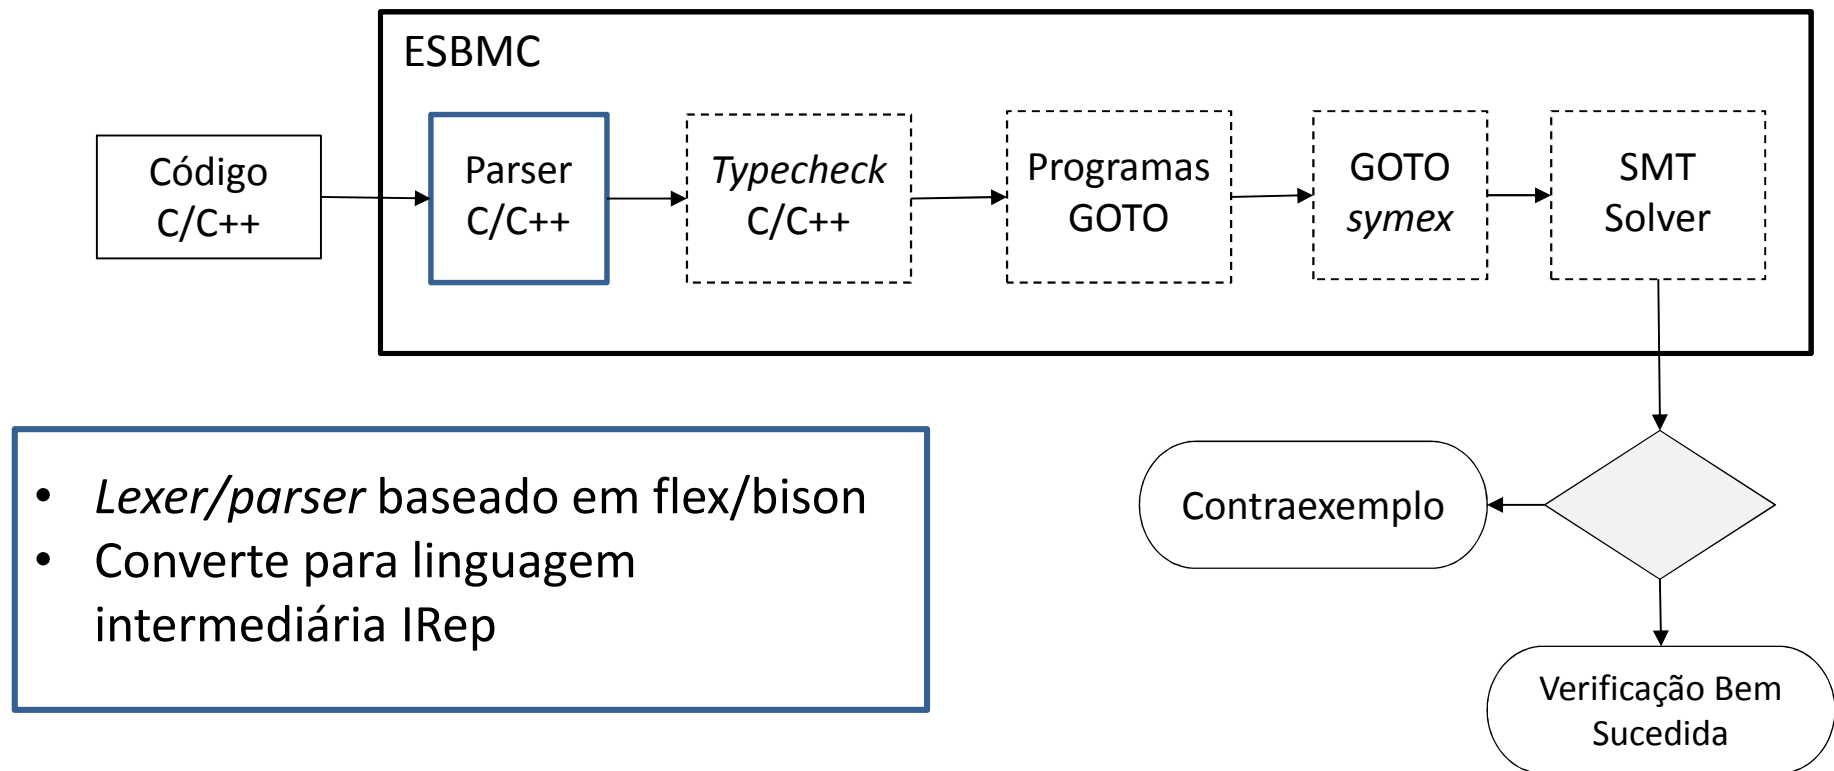 ESBMC
Código
C/C++
Parser
C/C++
Typecheck
C/C++
Programas
GOTO
GOTO
symex
SMT
Solver
• Lexer/parser baseado em flex/bison
• Converte para linguagem
intermediária IRep
Contraexemplo
Verificação Bem
Sucedida